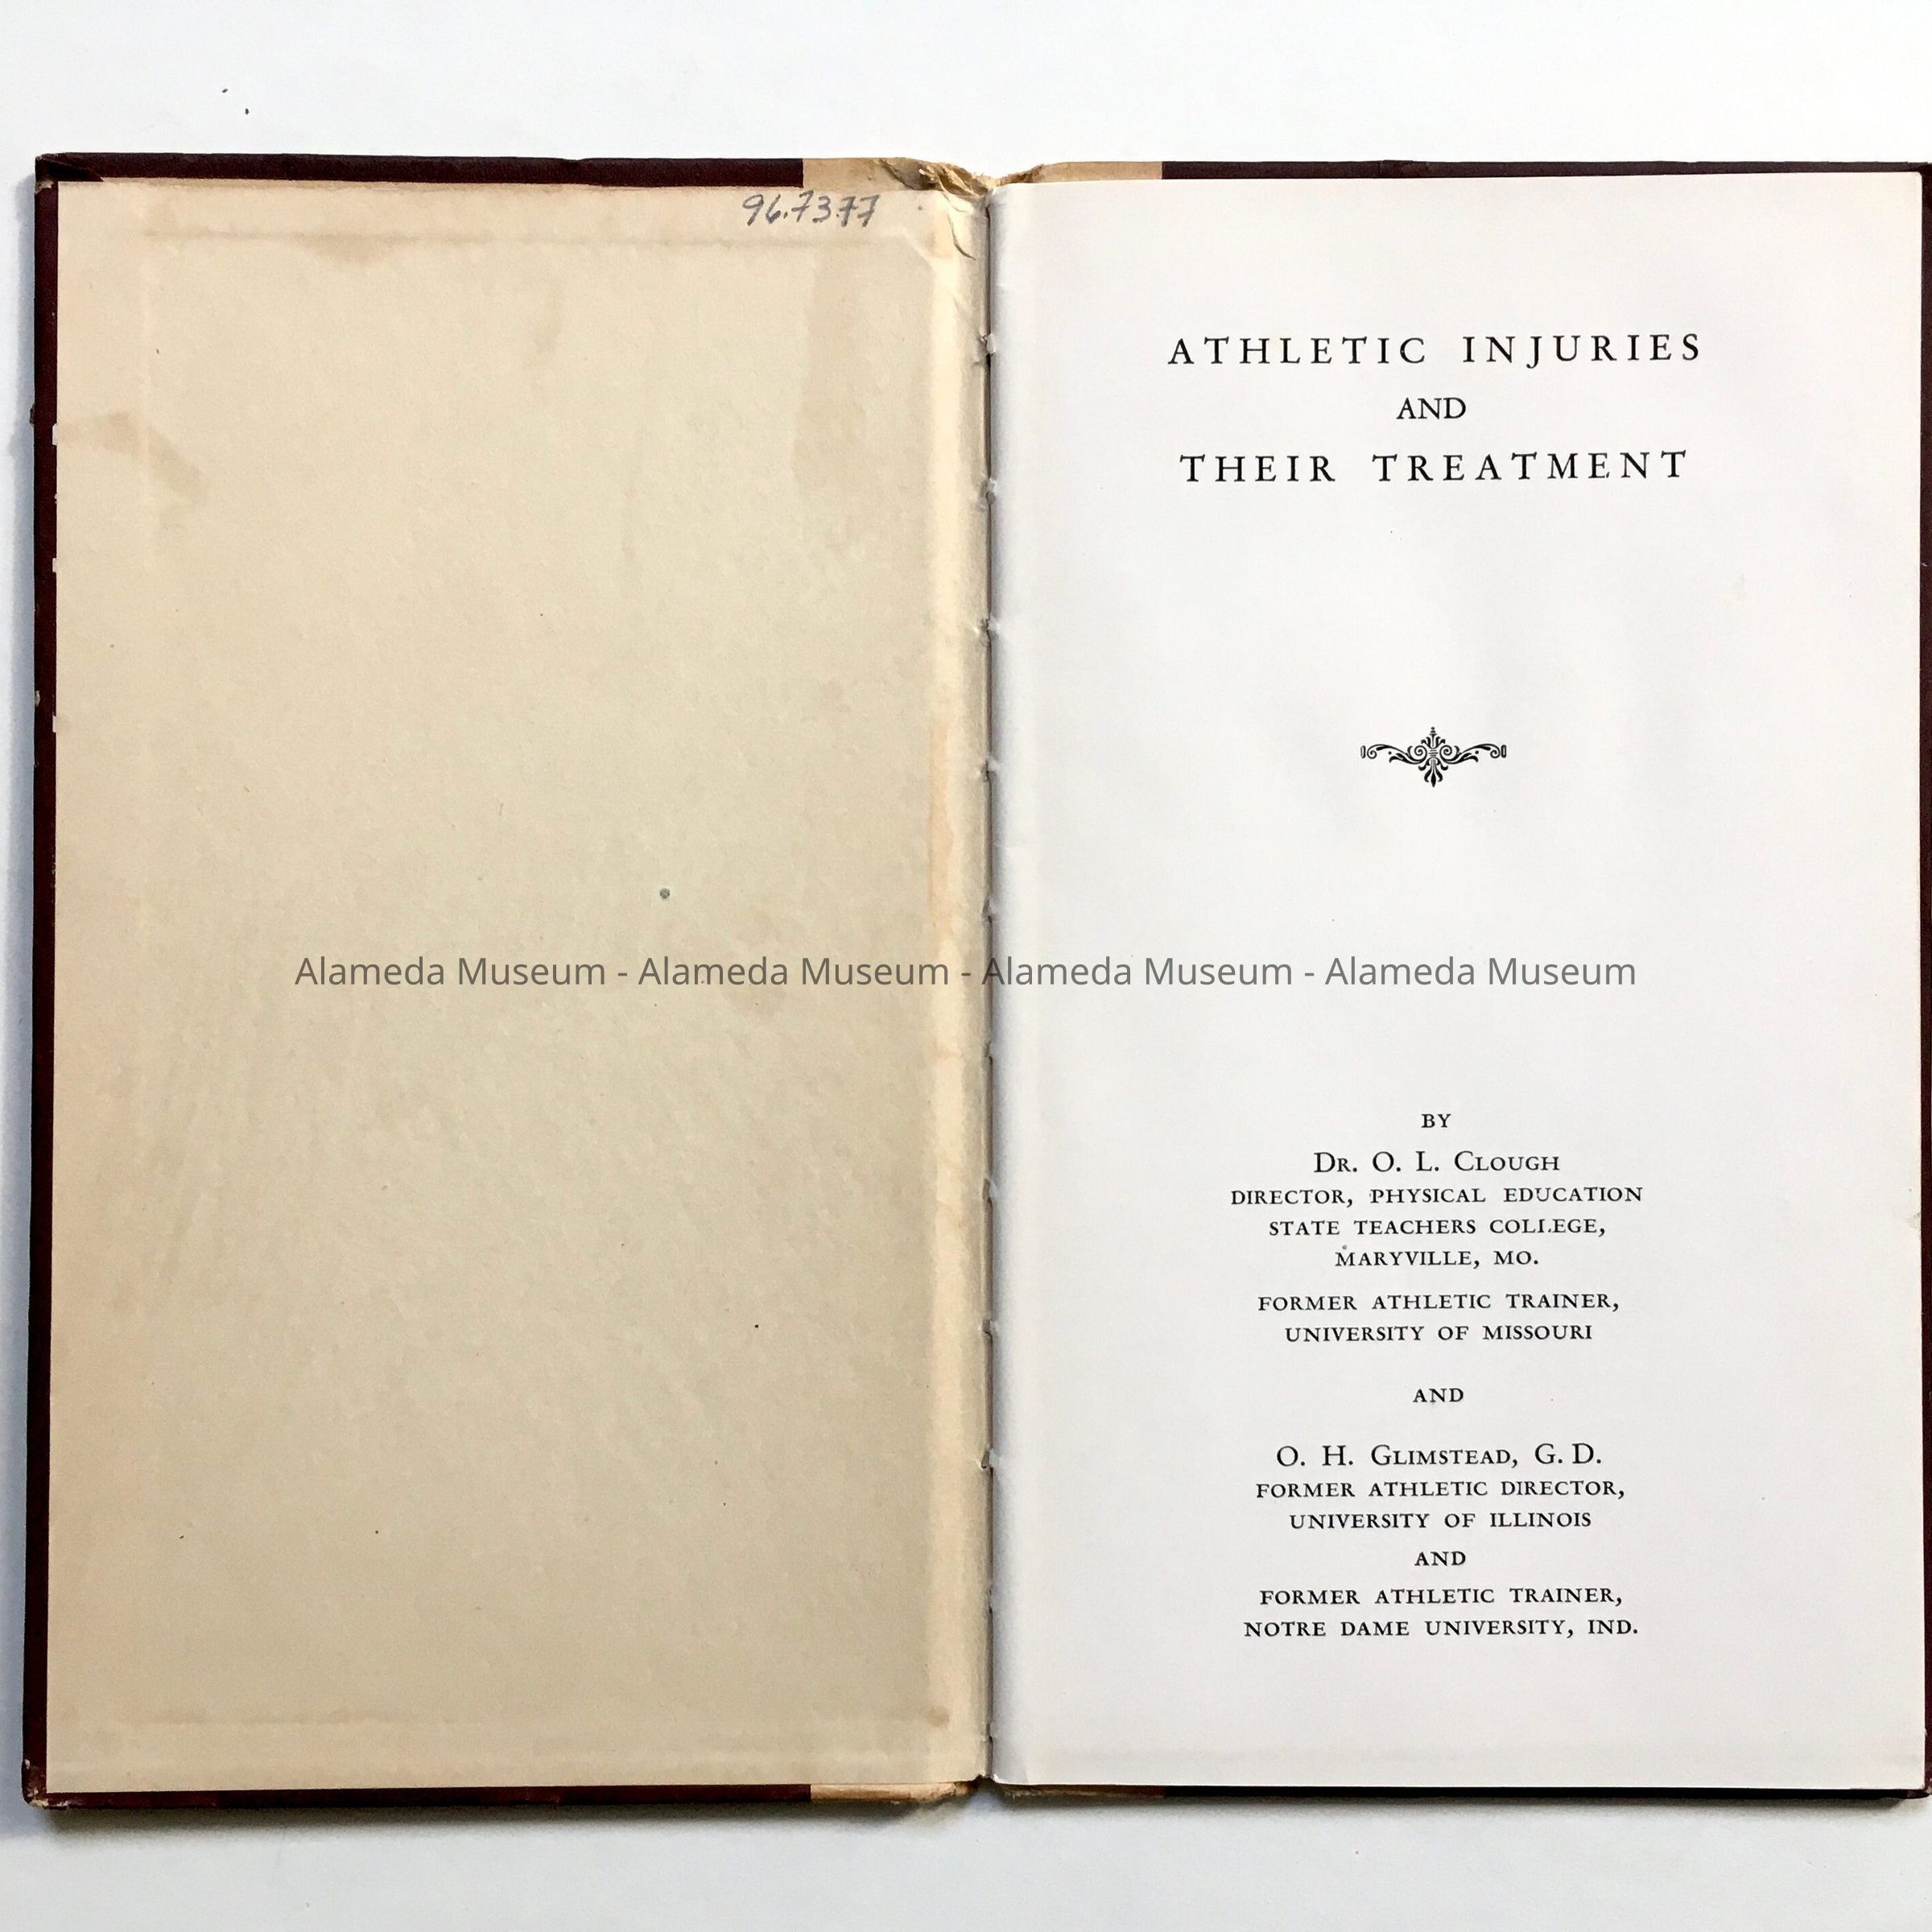 96.73.77
ATHLETIC INJURIES
AND
THEIR TREATMENT
Alameda Museum - Alameda Museum - Alameda Museum - Alameda Museum
BY
DR. O. L. CLOUGH
DIRECTOR, PHYSICAL EDUCATION
STATE TEACHERS COLLEGE,
MARYVILLE, MO.
FORMER ATHLETIC TRAINER,
UNIVERSITY OF MISSOURI
AND
O. H. GLIMSTEAD, G. D.
FORMER ATHLETIC DIRECTOR,
UNIVERSITY OF ILLINOIS
AND
FORMER ATHLETIC TRAINER,
NOTRE DAME UNIVERSITY, IND.